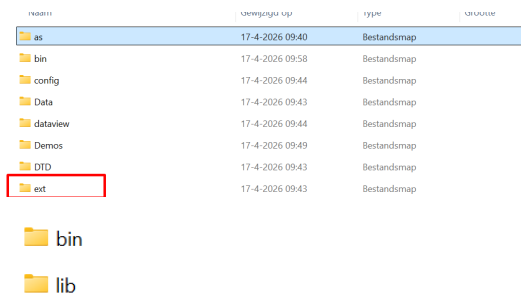 Naam Gewijzigd op Type Grootte
as 17-4-2026 09:40 Bestandsmap
bin 17-4-2026 09:58 Bestandsmap
config 17-4-2026 09:44 Bestandsmap
Data 17-4-2026 09:43 Bestandsmap
dataview 17-4-2026 09:44 Bestandsmap
Demos 17-4-2026 09:49 Bestandsmap
DTD 17-4-2026 09:43 Bestandsmap
ext 17-4-2026 09:43 Bestandsmap
bin
lib